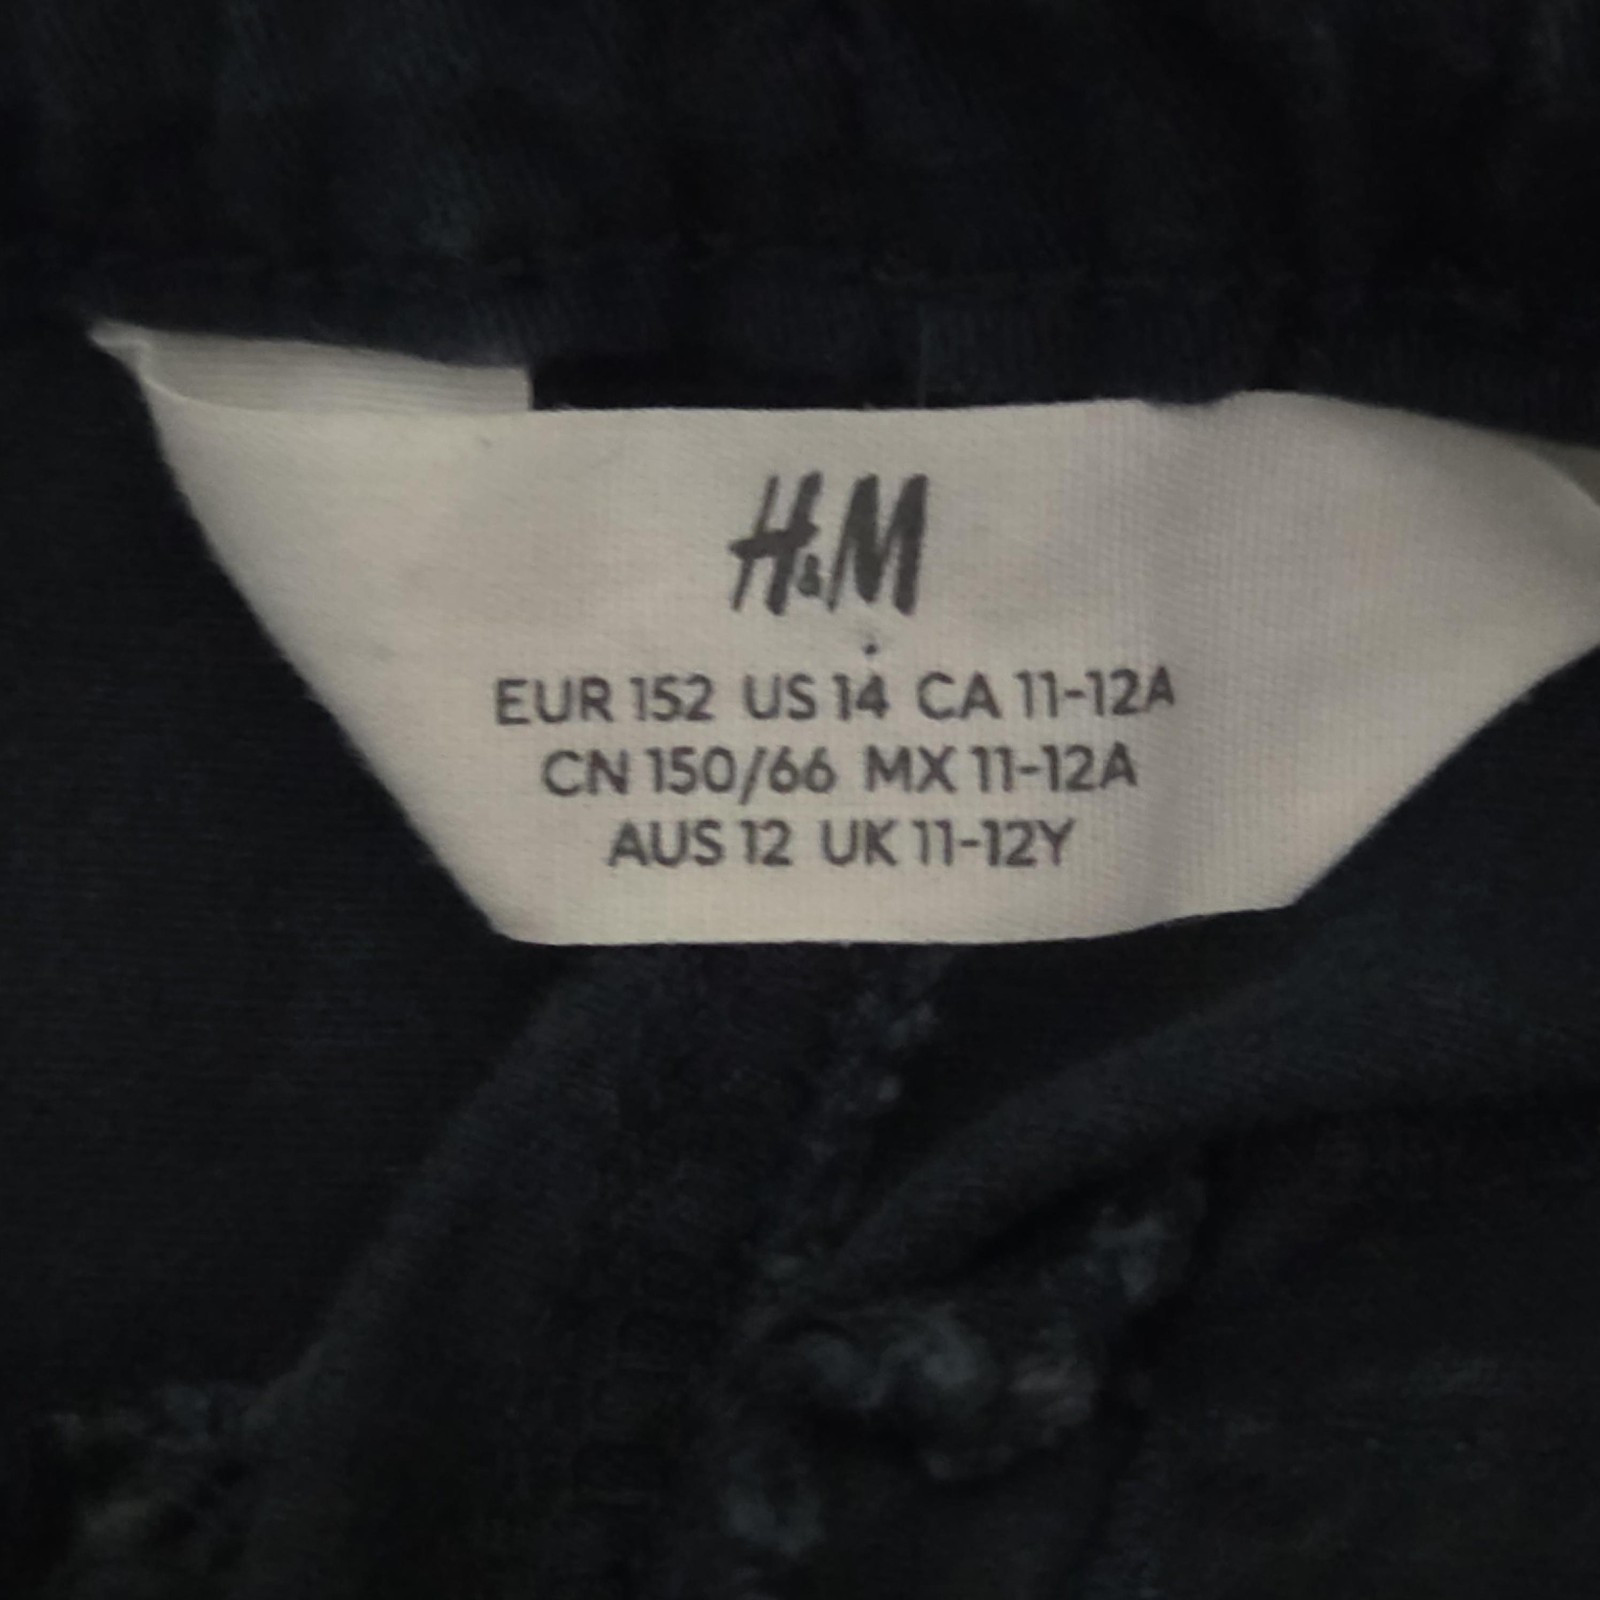 H&M
EUR 152 US 14 CA 11-12A
CN 150/66 MX 11-12A
AUS 12 UK 11-12Y